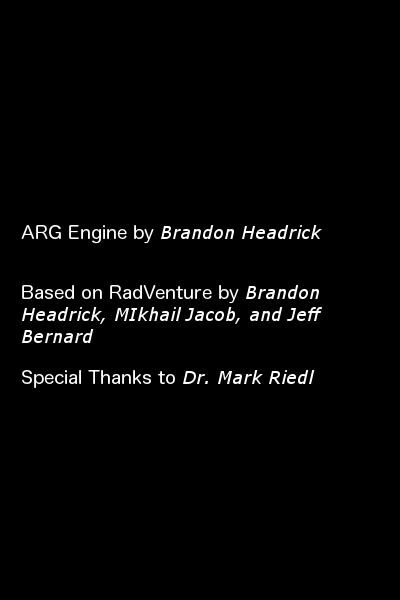 ARG Engine by Brandon Headrick
Based on RadVenture by Brandon
Headrick, MIkhail Jacob, and Jeff
Bernard
Special Thanks to Dr. Mark Riedl